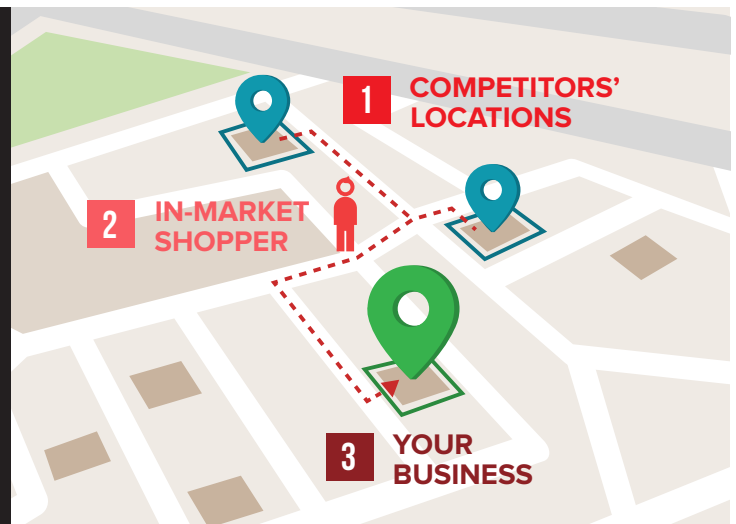 1 COMPETITORS’
LOCATIONS
2 IN-MARKET
SHOPPER
3 YOUR
BUSINESS